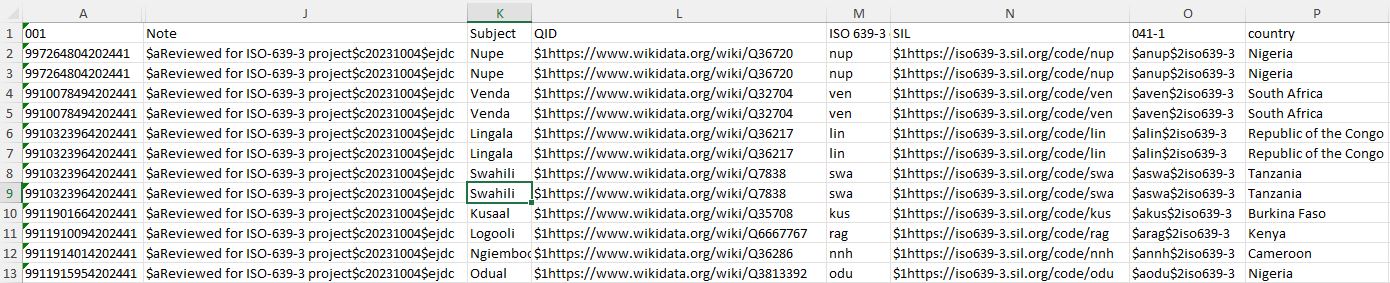 A J K L M N O P
1 001 Note Subject QID ISO 639-3 SIL 041-1 country
2 997264804202441 $aReviewed for ISO-639-3 project$c20231004$ejdc Nupe $1https://www.wikidata.org/wiki/Q36720 nup $1https://iso639-3.sil.org/code/nup $anup$2iso639-3 Nigeria
3 997264804202441 $aReviewed for ISO-639-3 project$c20231004$ejdc Nupe $1https://www.wikidata.org/wiki/Q36720 nup $1https://iso639-3.sil.org/code/nup $anup$2iso639-3 Nigeria
4 9910078494202441 $aReviewed for ISO-639-3 project$c20231004$ejdc Venda $1https://www.wikidata.org/wiki/Q32704 ven $1https://iso639-3.sil.org/code/ven $aven$2iso639-3 South Africa
5 9910078494202441 $aReviewed for ISO-639-3 project$c20231004$ejdc Venda $1https://www.wikidata.org/wiki/Q32704 ven $1https://iso639-3.sil.org/code/ven $aven$2iso639-3 South Africa
6 9910323964202441 $aReviewed for ISO-639-3 project$c20231004$ejdc Lingala $1https://www.wikidata.org/wiki/Q36217 lin $1https://iso639-3.sil.org/code/lin $alin$2iso639-3 Republic of the Congo
7 9910323964202441 $aReviewed for ISO-639-3 project$c20231004$ejdc Lingala $1https://www.wikidata.org/wiki/Q36217 lin $1https://iso639-3.sil.org/code/lin $alin$2iso639-3 Republic of the Congo
8 9910323964202441 $aReviewed for ISO-639-3 project$c20231004$ejdc Swahili $1https://www.wikidata.org/wiki/Q7838 swa $1https://iso639-3.sil.org/code/swa $aswa$2iso639-3 Tanzania
9 9910323964202441 $aReviewed for ISO-639-3 project$c20231004$ejdc Swahili $1https://www.wikidata.org/wiki/Q7838 swa $1https://iso639-3.sil.org/code/swa $aswa$2iso639-3 Tanzania
10 9911901664202441 $aReviewed for ISO-639-3 project$c20231004$ejdc Kusaal $1https://www.wikidata.org/wiki/Q35708 kus $1https://iso639-3.sil.org/code/kus $akus$2iso639-3 Burkina Faso
11 9911910094202441 $aReviewed for ISO-639-3 project$c20231004$ejdc Logooli $1https://www.wikidata.org/wiki/Q6667767 rag $1https://iso639-3.sil.org/code/rag $arag$2iso639-3 Kenya
12 9911914014202441 $aReviewed for ISO-639-3 project$c20231004$ejdc Ngiemboo $1https://www.wikidata.org/wiki/Q36286 nnh $1https://iso639-3.sil.org/code/nnh $annh$2iso639-3 Cameroon
13 9911915954202441 $aReviewed for ISO-639-3 project$c20231004$ejdc Odual $1https://www.wikidata.org/wiki/Q3813392 odu $1https://iso639-3.sil.org/code/odu $aodu$2iso639-3 Nigeria